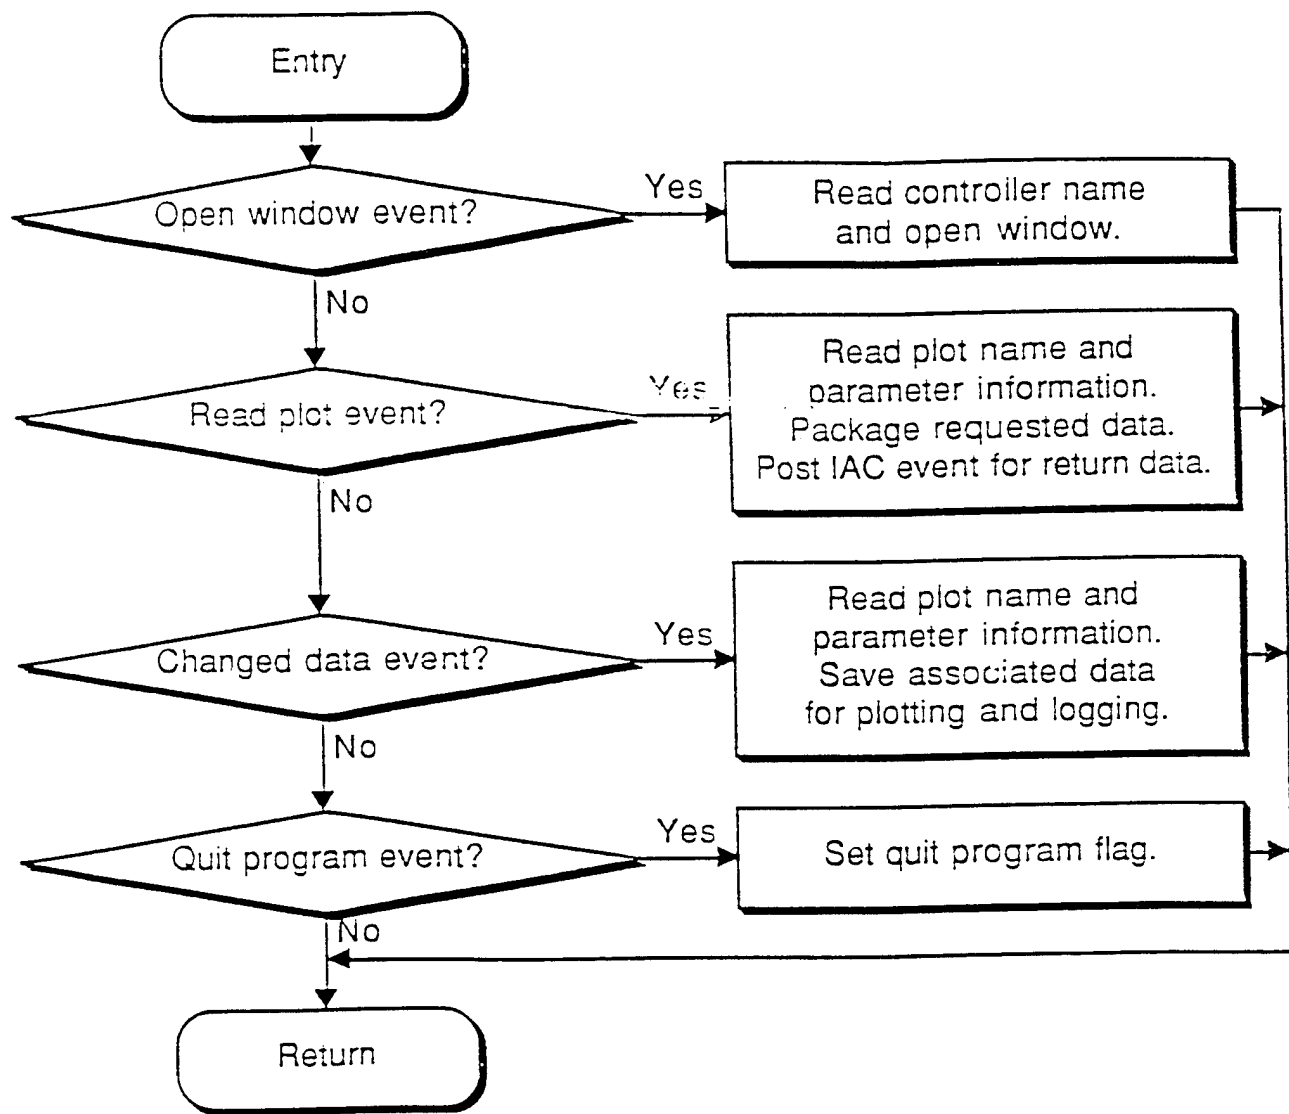 Entry
Open window event?
Yes
Read controller name
and open window.
No
Read plot event?
Yes
Read plot name and
parameter information.
Package requested data.
Post IAC event for return data.
No
Changed data event?
Yes
Read plot name and
parameter information.
Save associated data
for plotting and logging.
No
Quit program event?
Yes
Set quit program flag.
No
Return